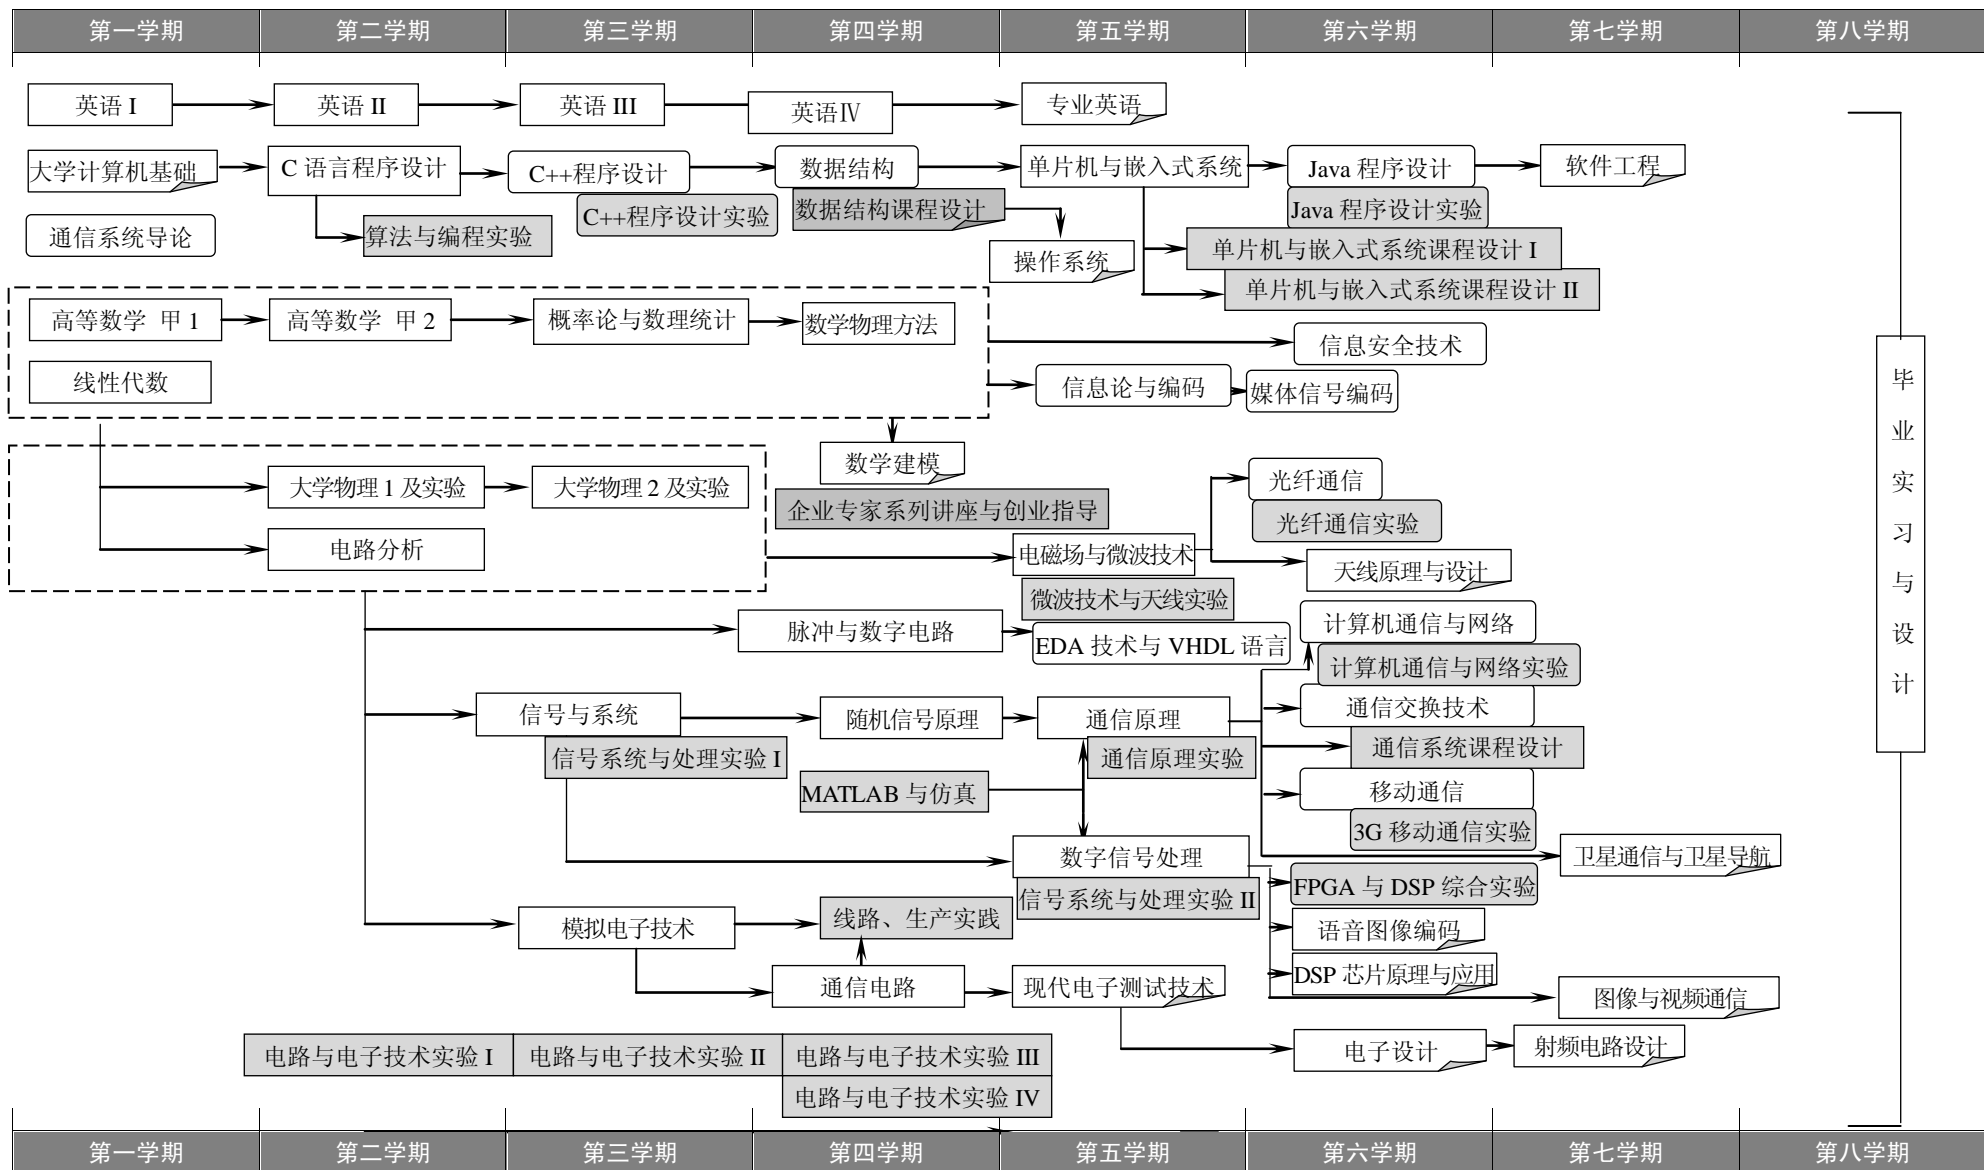 第一学期 第二学期 第三学期 第四学期 第五学期 第六学期 第七学期 第八学期
英语 I 英语 II 英语 III 英语Ⅳ 专业英语
大学计算机基础 C 语言程序设计 C++程序设计 数据结构 单片机与嵌入式系统 Java 程序设计 软件工程
C++程序设计实验 数据结构课程设计 Java 程序设计实验
通信系统导论 算法与编程实验 操作系统 单片机与嵌入式系统课程设计 I
单片机与嵌入式系统课程设计 II
高等数学 甲 1 高等数学 甲 2 概率论与数理统计 数学物理方法
信息安全技术
线性代数 信息论与编码 媒体信号编码
数学建模
大学物理 1 及实验 大学物理 2 及实验 光纤通信
企业专家系列讲座与创业指导 光纤通信实验
电路分析 电磁场与微波技术
天线原理与设计
微波技术与天线实验
脉冲与数字电路 EDA 技术与 VHDL 语言 计算机通信与网络
计算机通信与网络实验
信号与系统 随机信号原理 通信原理 通信交换技术
信号系统与处理实验 I 通信原理实验 通信系统课程设计
MATLAB 与仿真 移动通信
3G 移动通信实验
数字信号处理 卫星通信与卫星导航
信号系统与处理实验 II FPGA 与 DSP 综合实验
模拟电子技术 线路、生产实践 语音图像编码
DSP 芯片原理与应用
通信电路 现代电子测试技术 图像与视频通信
电路与电子技术实验 I 电路与电子技术实验 II 电路与电子技术实验 III 电子设计 射频电路设计
电路与电子技术实验 IV
毕
业
实
习
与
设
计
第一学期 第二学期 第三学期 第四学期 第五学期 第六学期 第七学期 第八学期